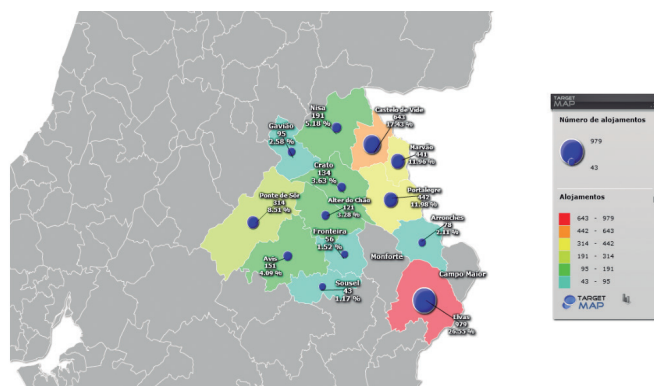 Nisa
191
5.18 %
Castelo de Vide
643
17.43 %
Gavião
95
2.58 %
Marvão
441
Crato
134
3.63 %
Ponte de Sor
314
8.51 %
Alter do Chão
121
3.28 %
Portalegre
442
11.98 %
Arronches
78
2.11 %
Fronteira
56
1.52 %
Avis
151
4.09 %
Monforte
Campo Maior
Sousel
43
1.17 %
Elvas
979
26.55 %
TARGET
MAP
Número de alojamentos
979
43
Alojamentos
643 - 979
442 - 643
314 - 442
191 - 314
95 - 191
43 - 95
TARGET
MAP